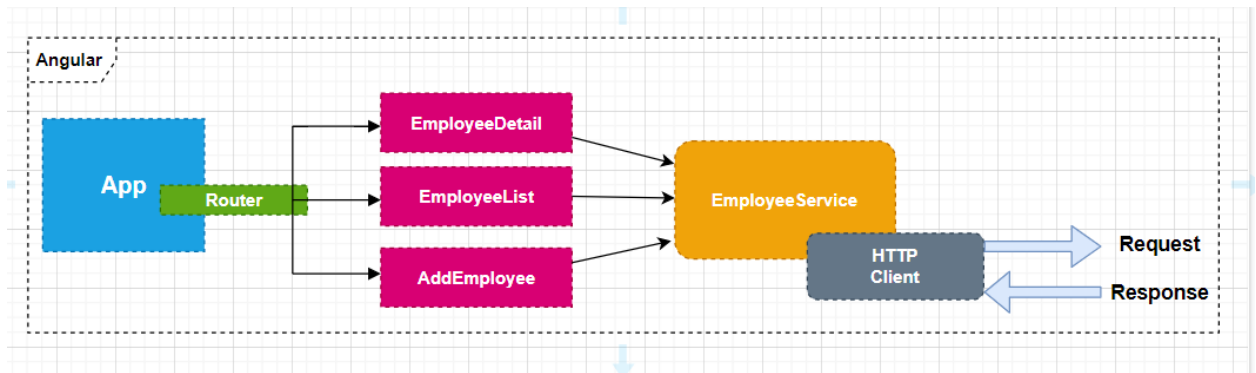 Angular
App
Router
EmployeeDetail
EmployeeList
AddEmployee
EmployeeService
HTTP
Client
Request
Response